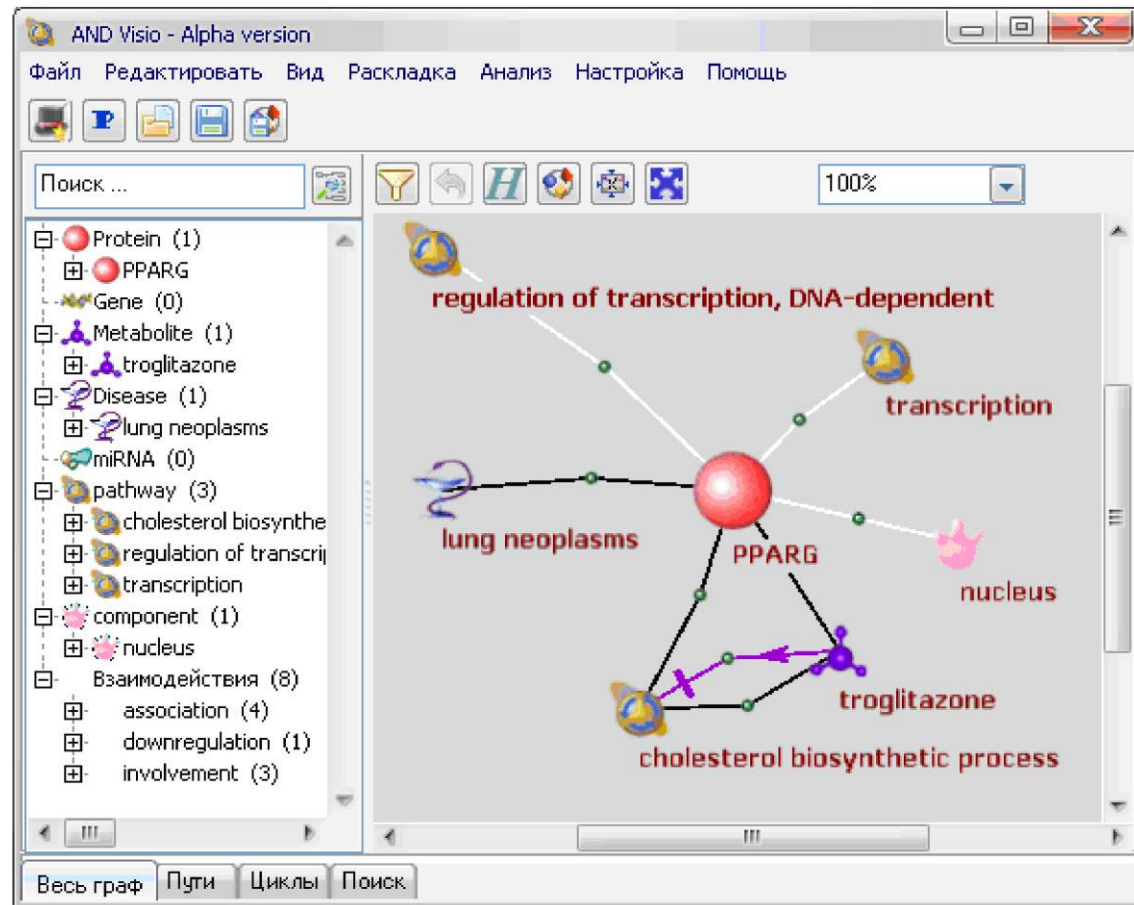 AND Visio - Alpha version
Файл Редактировать Вид Раскладка Анализ Настройка Помощь
P
Поиск ...
H
100%
Protein (1)
PPARG
Gene (0)
Metabolite (1)
troglitazone
Disease (1)
lung neoplasms
miRNA (0)
pathway (3)
cholesterol biosynthe
regulation of transcrip
transcription
component (1)
nucleus
Взаимодействия (8)
association (4)
downregulation (1)
involvement (3)
regulation of transcription, DNA-dependent
transcription
lung neoplasms
PPARG
nucleus
troglitazone
cholesterol biosynthetic process
Весь граф Пути Циклы Поиск